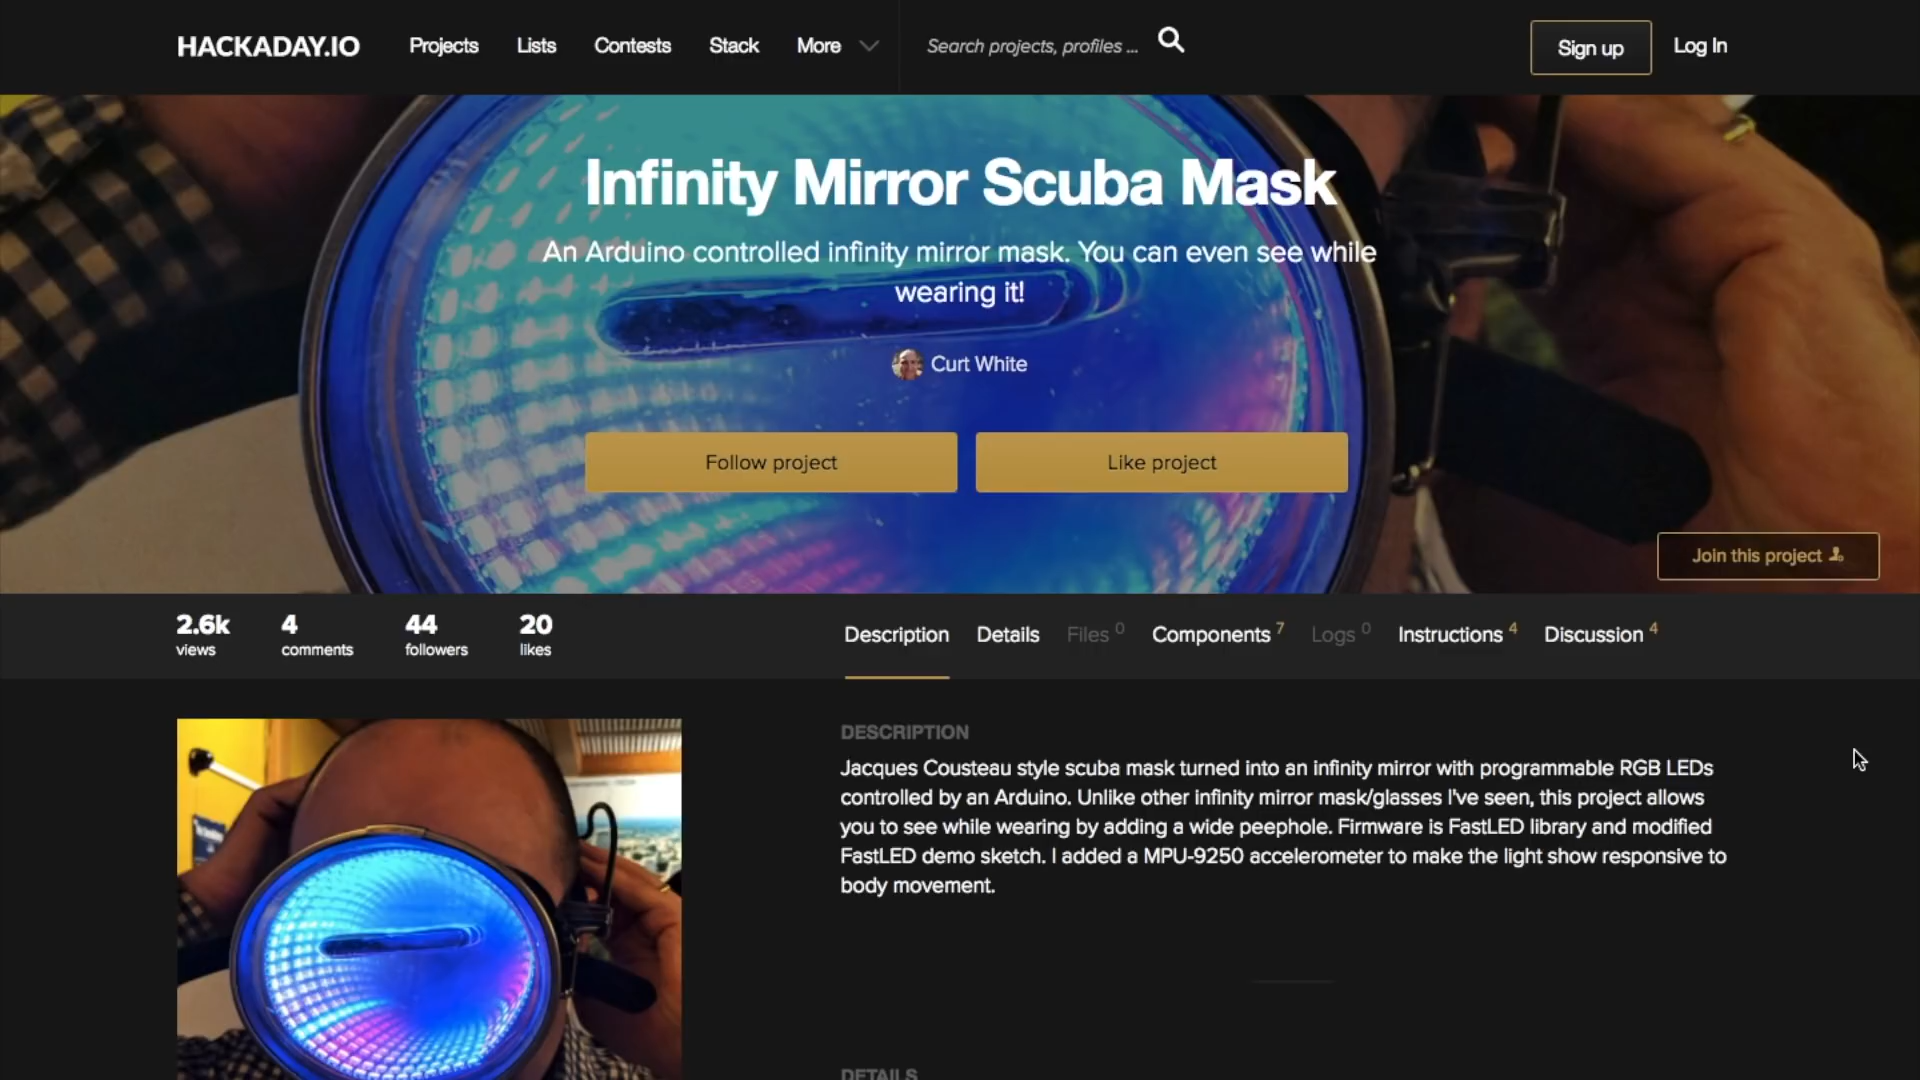 HACKADAY.IO Projects Lists Contests Stack More Search projects, profiles ... Sign up Log In
Infinity Mirror Scuba Mask
An Arduino controlled infinity mirror mask. You can even see while
wearing it!
Curt White
Follow project Like project
Join this project
2.6k 4 44 20
views comments followers likes
Description Details Files 0 Components 7 Logs 0 Instructions 4 Discussion 4
DESCRIPTION
Jacques Cousteau style scuba mask turned into an infinity mirror with programmable RGB LEDs
controlled by an Arduino. Unlike other infinity mirror mask/glasses I've seen, this project allows
you to see while wearing by adding a wide peephole. Firmware is FastLED library and modified
FastLED demo sketch. I added a MPU-9250 accelerometer to make the light show responsive to
body movement.
DETAILS